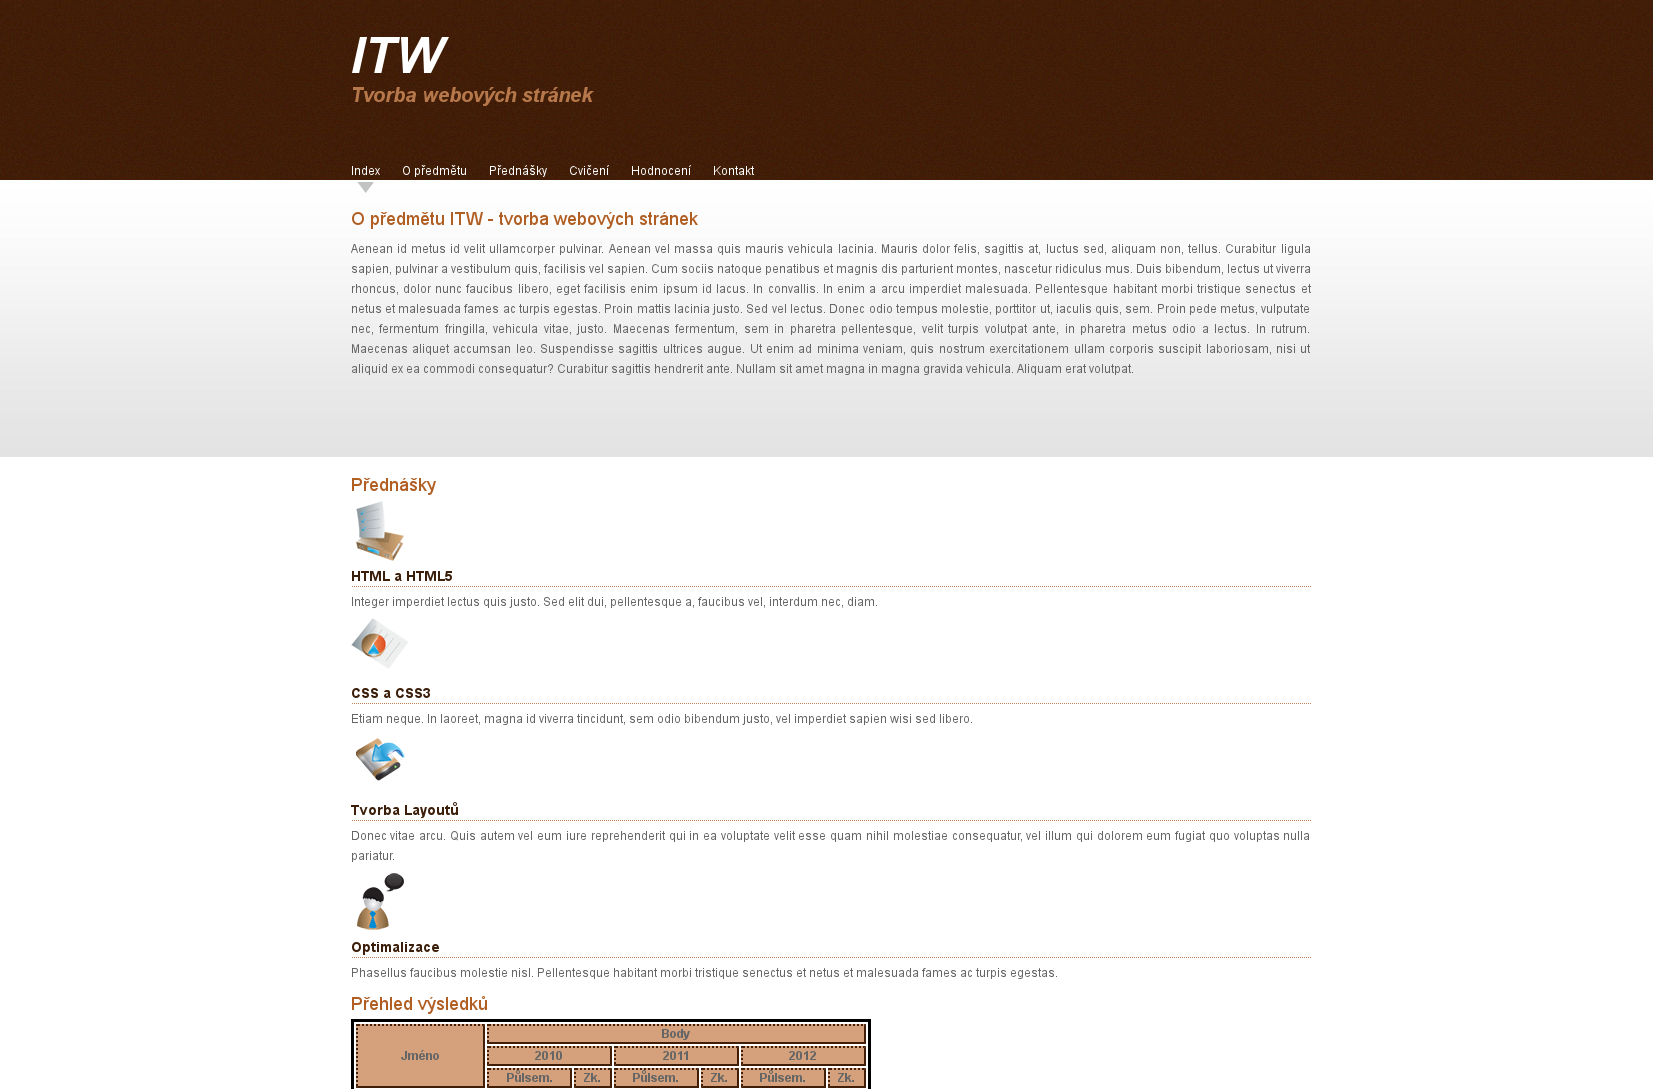 ITW
Tvorba webových stránek
Index O předmětu Přednášky Cvičení Hodnocení Kontakt
O předmětu ITW - tvorba webových stránek
Aenean id metus id velit ullamcorper pulvinar. Aenean vel massa quis mauris vehicula lacinia. Mauris dolor felis, sagittis at, luctus sed, aliquam non, tellus. Curabitur ligula
sapien, pulvinar a vestibulum quis, facilisis vel sapien. Cum sociis natoque penatibus et magnis dis parturient montes, nascetur ridiculus mus. Duis bibendum, lectus ut viverra
rhoncus, dolor nunc faucibus libero, eget facilisis enim ipsum id lacus. In convallis. In enim a arcu imperdiet malesuada. Pellentesque habitant morbi tristique senectus et
netus et malesuada fames ac turpis egestas. Proin mattis lacinia justo. Sed vel lectus. Donec odio tempus molestie, porttitor ut, iaculis quis, sem. Proin pede metus, vulputate
nec, fermentum fringilla, vehicula vitae, justo. Maecenas fermentum, sem in pharetra pellentesque, velit turpis volutpat ante, in pharetra metus odio a lectus. In rutrum.
Maecenas aliquet accumsan leo. Suspendisse sagittis ultrices augue. Ut enim ad minima veniam, quis nostrum exercitationem ullam corporis suscipit laboriosam, nisi ut
aliquid ex ea commodi consequatur? Curabitur sagittis hendrerit ante. Nullam sit amet magna in magna gravida vehicula. Aliquam erat volutpat.
Přednášky
HTML a HTML5
Integer imperdiet lectus quis justo. Sed elit dui, pellentesque a, faucibus vel, interdum nec, diam.
CSS a CSS3
Etiam neque. In laoreet, magna id viverra tincidunt, sem odio bibendum justo, vel imperdiet sapien wisi sed libero.
Tvorba Layoutů
Donec vitae arcu. Quis autem vel eum iure reprehenderit qui in ea voluptate velit esse quam nihil molestiae consequatur, vel illum qui dolorem eum fugiat quo voluptas nulla
pariatur.
Optimalizace
Phasellus faucibus molestie nisl. Pellentesque habitant morbi tristique senectus et netus et malesuada fames ac turpis egestas.
Přehled výsledků
Body
Jméno 2010 2011 2012
Půlsem. Zk. Půlsem. Zk. Půlsem. Zk.